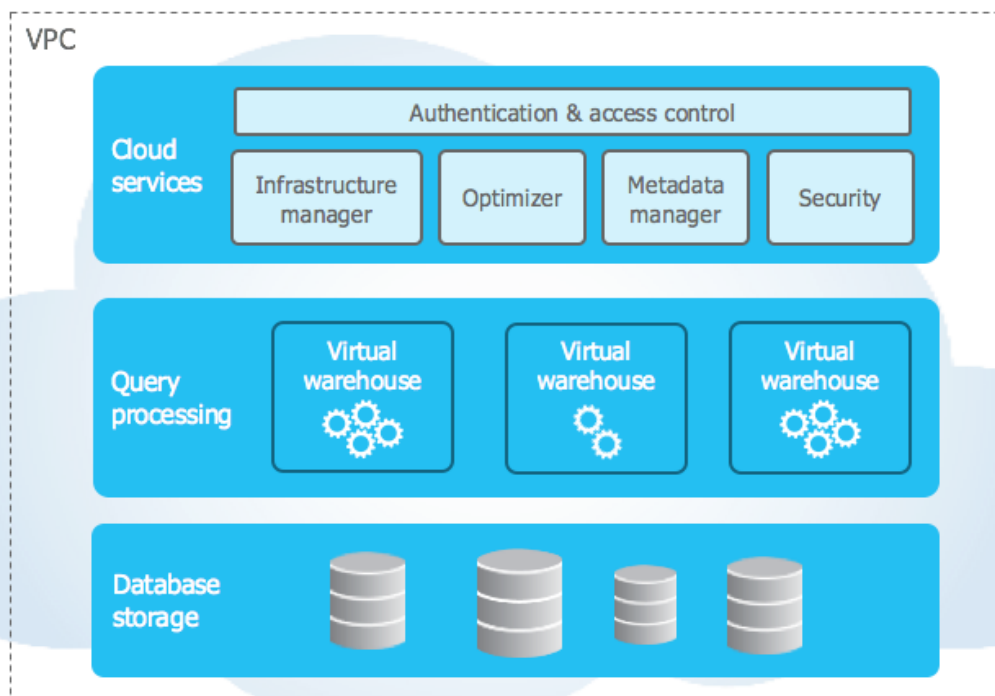 VPC
Authentication & access control
Cloud
services
Infrastructure
manager
Optimizer
Metadata
manager
Security
Query
processing
Virtual
warehouse
Virtual
warehouse
Virtual
warehouse
Database
storage